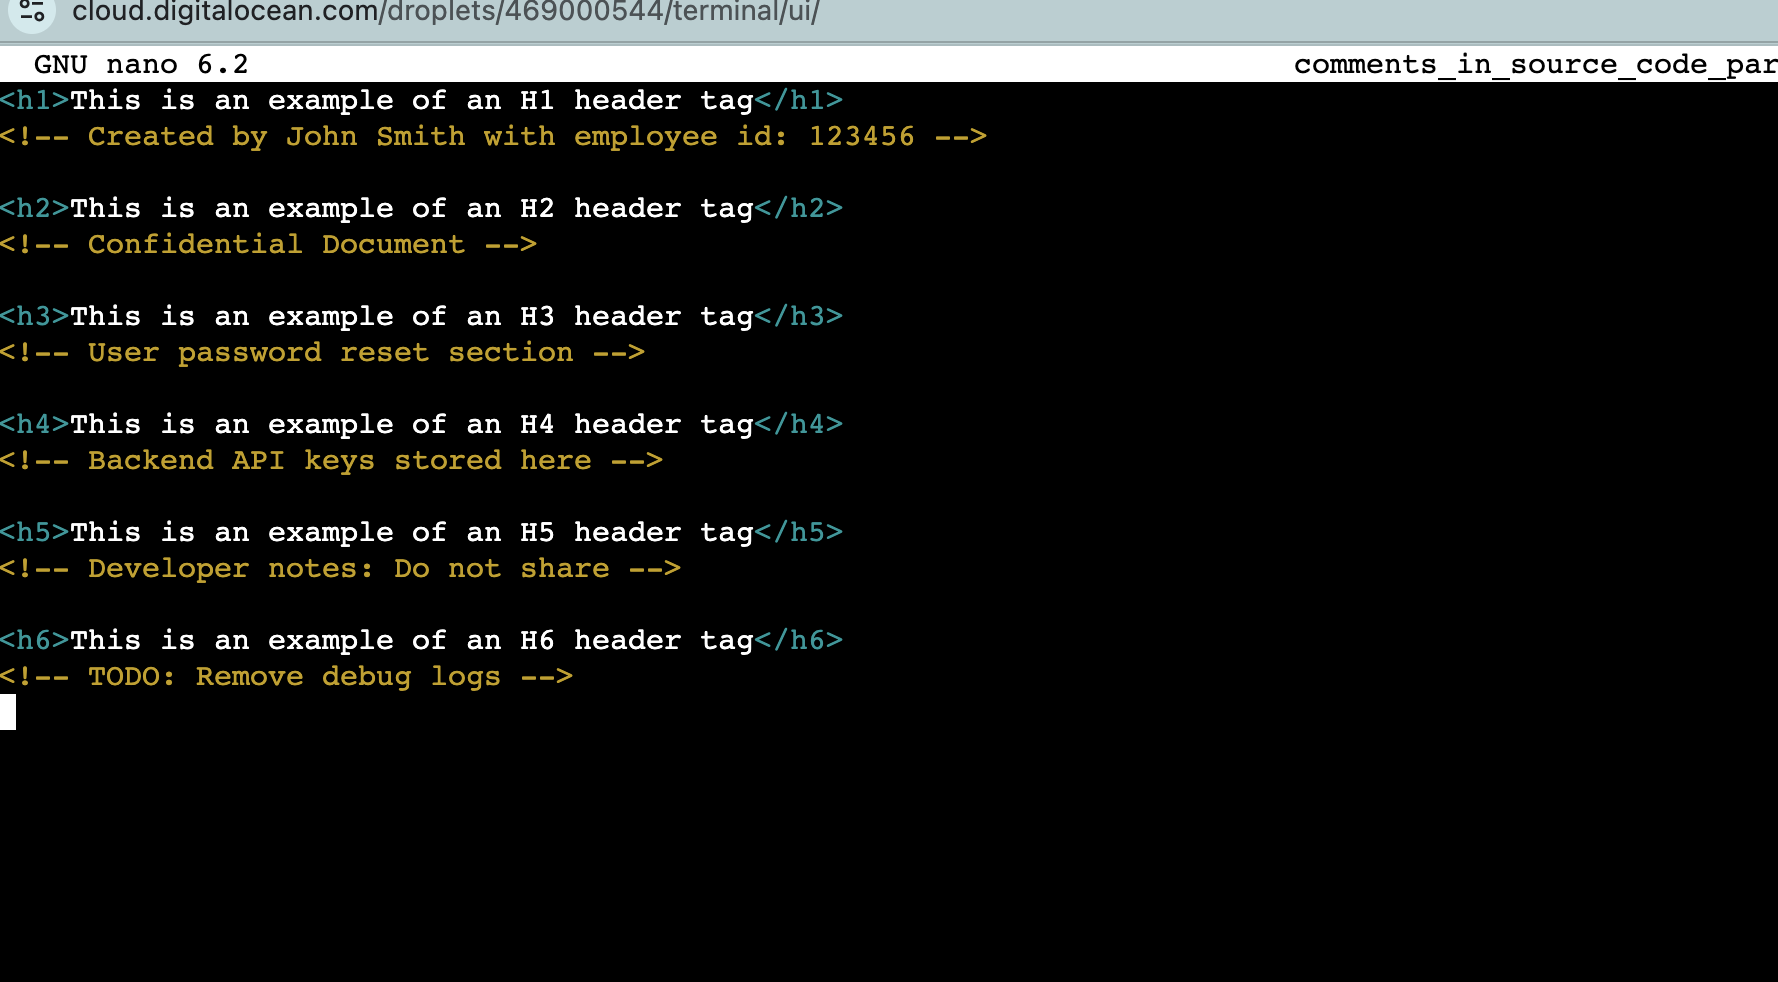 cloud.digitalocean.com/droplets/469000544/terminal/ui/
GNU nano 6.2 comments_in_source_code_par
<h1>This is an example of an H1 header tag</h1>
<!-- Created by John Smith with employee id: 123456 -->
<h2>This is an example of an H2 header tag</h2>
<!-- Confidential Document -->
<h3>This is an example of an H3 header tag</h3>
<!-- User password reset section -->
<h4>This is an example of an H4 header tag</h4>
<!-- Backend API keys stored here -->
<h5>This is an example of an H5 header tag</h5>
<!-- Developer notes: Do not share -->
<h6>This is an example of an H6 header tag</h6>
<!-- TODO: Remove debug logs -->